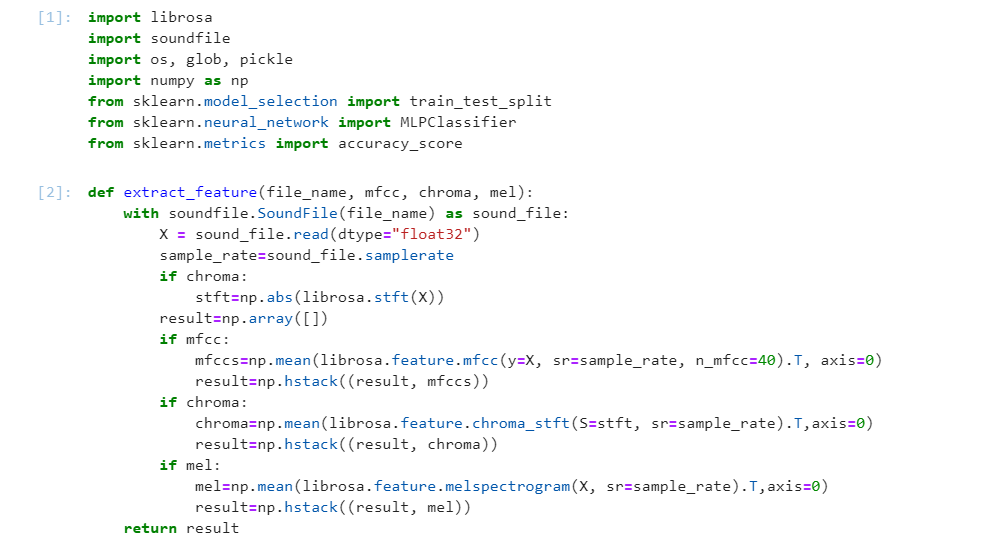 [1]: import librosa
import soundfile
import os, glob, pickle
import numpy as np
from sklearn.model_selection import train_test_split
from sklearn.neural_network import MLPClassifier
from sklearn.metrics import accuracy_score
[2]: def extract_feature(file_name, mfcc, chroma, mel):
    with soundfile.SoundFile(file_name) as sound_file:
        X = sound_file.read(dtype="float32")
        sample_rate=sound_file.samplerate
        if chroma:
            stft=np.abs(librosa.stft(X))
        result=np.array([])
        if mfcc:
            mfccs=np.mean(librosa.feature.mfcc(y=X, sr=sample_rate, n_mfcc=40).T, axis=0)
            result=np.hstack((result, mfccs))
        if chroma:
            chroma=np.mean(librosa.feature.chroma_stft(S=stft, sr=sample_rate).T,axis=0)
            result=np.hstack((result, chroma))
        if mel:
            mel=np.mean(librosa.feature.melspectrogram(X, sr=sample_rate).T,axis=0)
            result=np.hstack((result, mel))
    return result